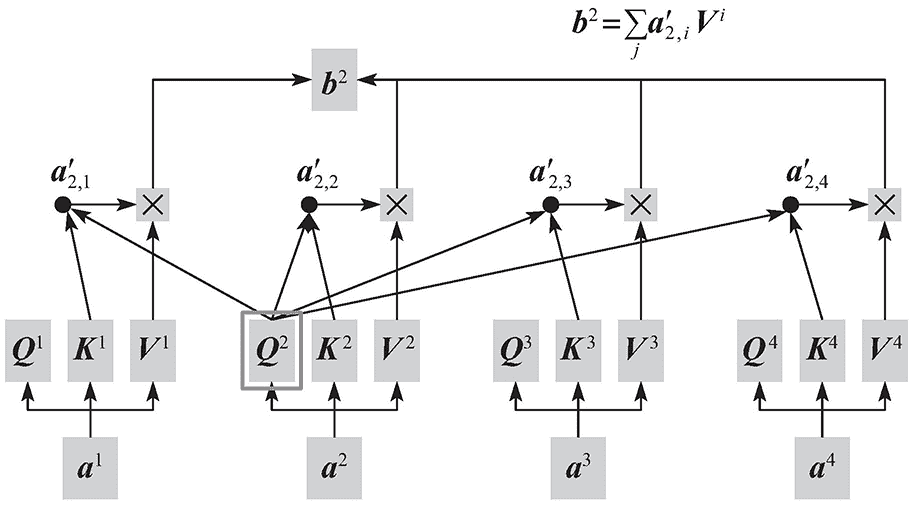 b² = ∑ⱼ a′₂,ᵢ Vⁱ
b²
a′₂,₁ a′₂,₂ a′₂,₃ a′₂,₄
× × × ×
Q¹ K¹ V¹ Q² K² V² Q³ K³ V³ Q⁴ K⁴ V⁴
a¹ a² a³ a⁴